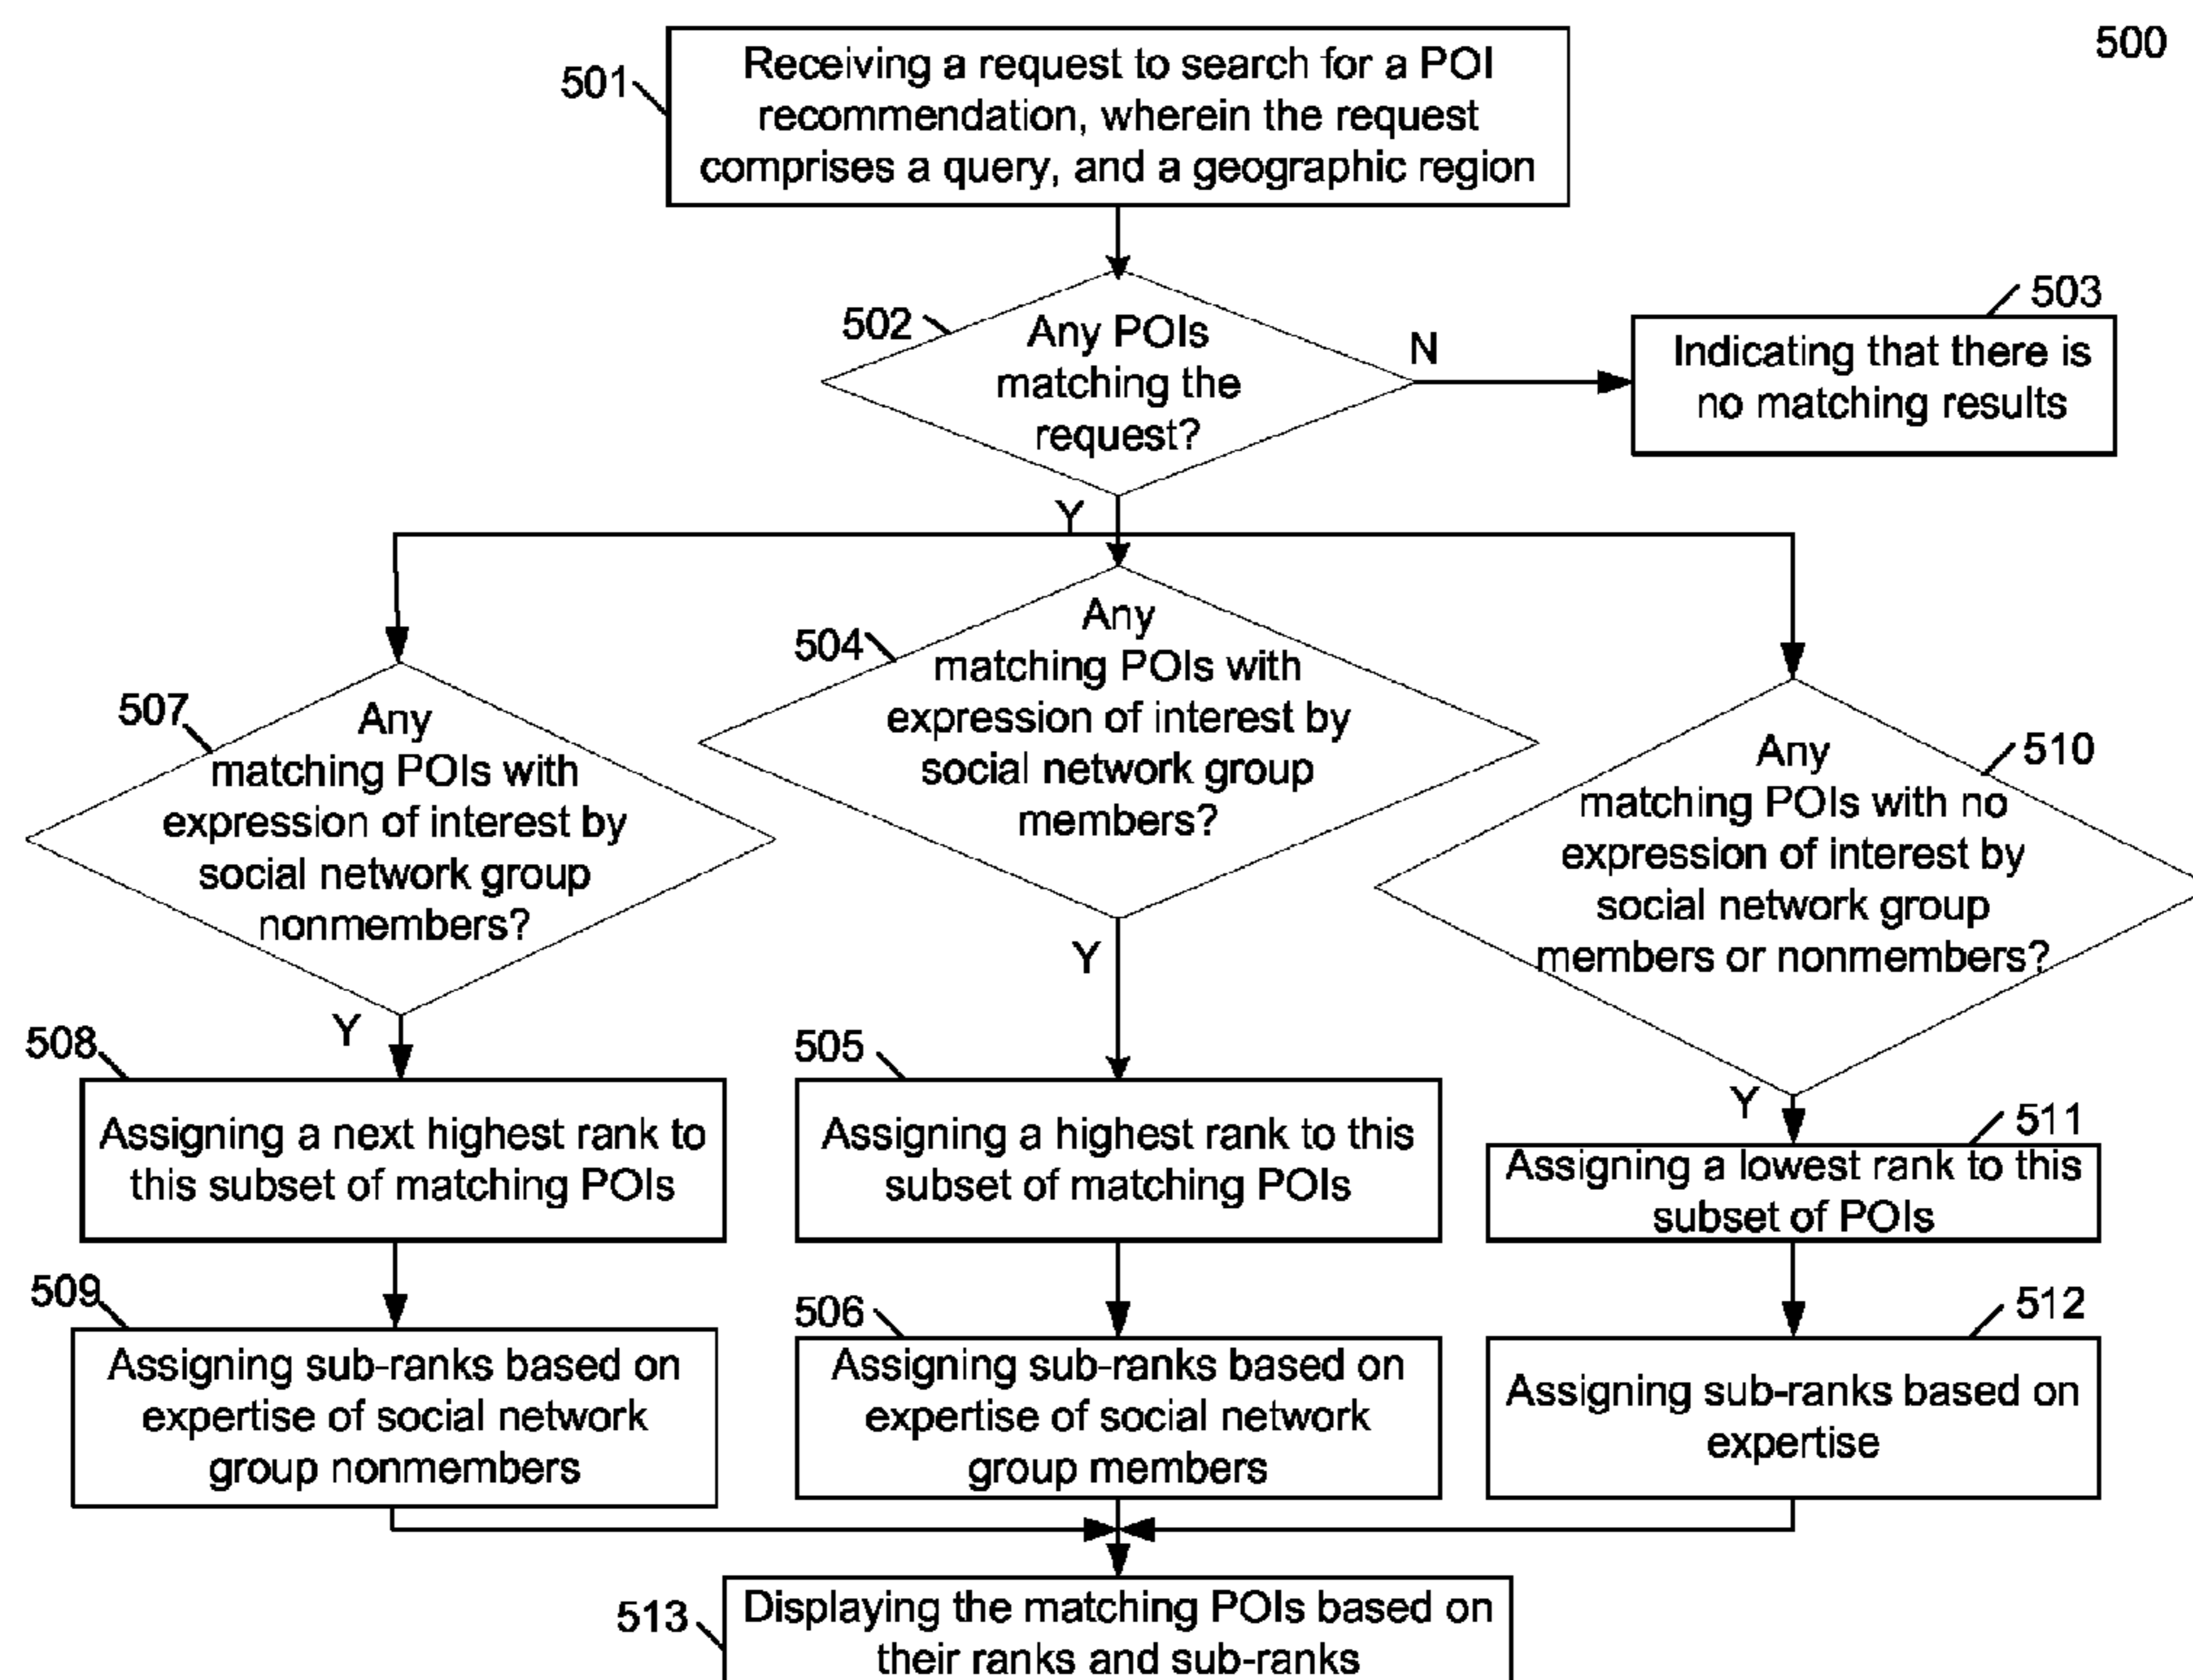 500
501
Receiving a request to search for a POI
recommendation, wherein the request
comprises a query, and a geographic region
502
Any POIs
matching the
request?
N
503
Indicating that there is
no matching results
Y
507
Any
matching POIs with
expression of interest by
social network group
nonmembers?
Y
504
Any
matching POIs with
expression of interest by
social network group
members?
Y
510
Any
matching POIs with no
expression of interest by
social network group
members or nonmembers?
Y
508
Assigning a next highest rank to
this subset of matching POIs
505
Assigning a highest rank to this
subset of matching POIs
511
Assigning a lowest rank to this
subset of POIs
509
Assigning sub-ranks based on
expertise of social network
group nonmembers
506
Assigning sub-ranks based on
expertise of social network
group members
512
Assigning sub-ranks based on
expertise
513
Displaying the matching POIs based on
their ranks and sub-ranks